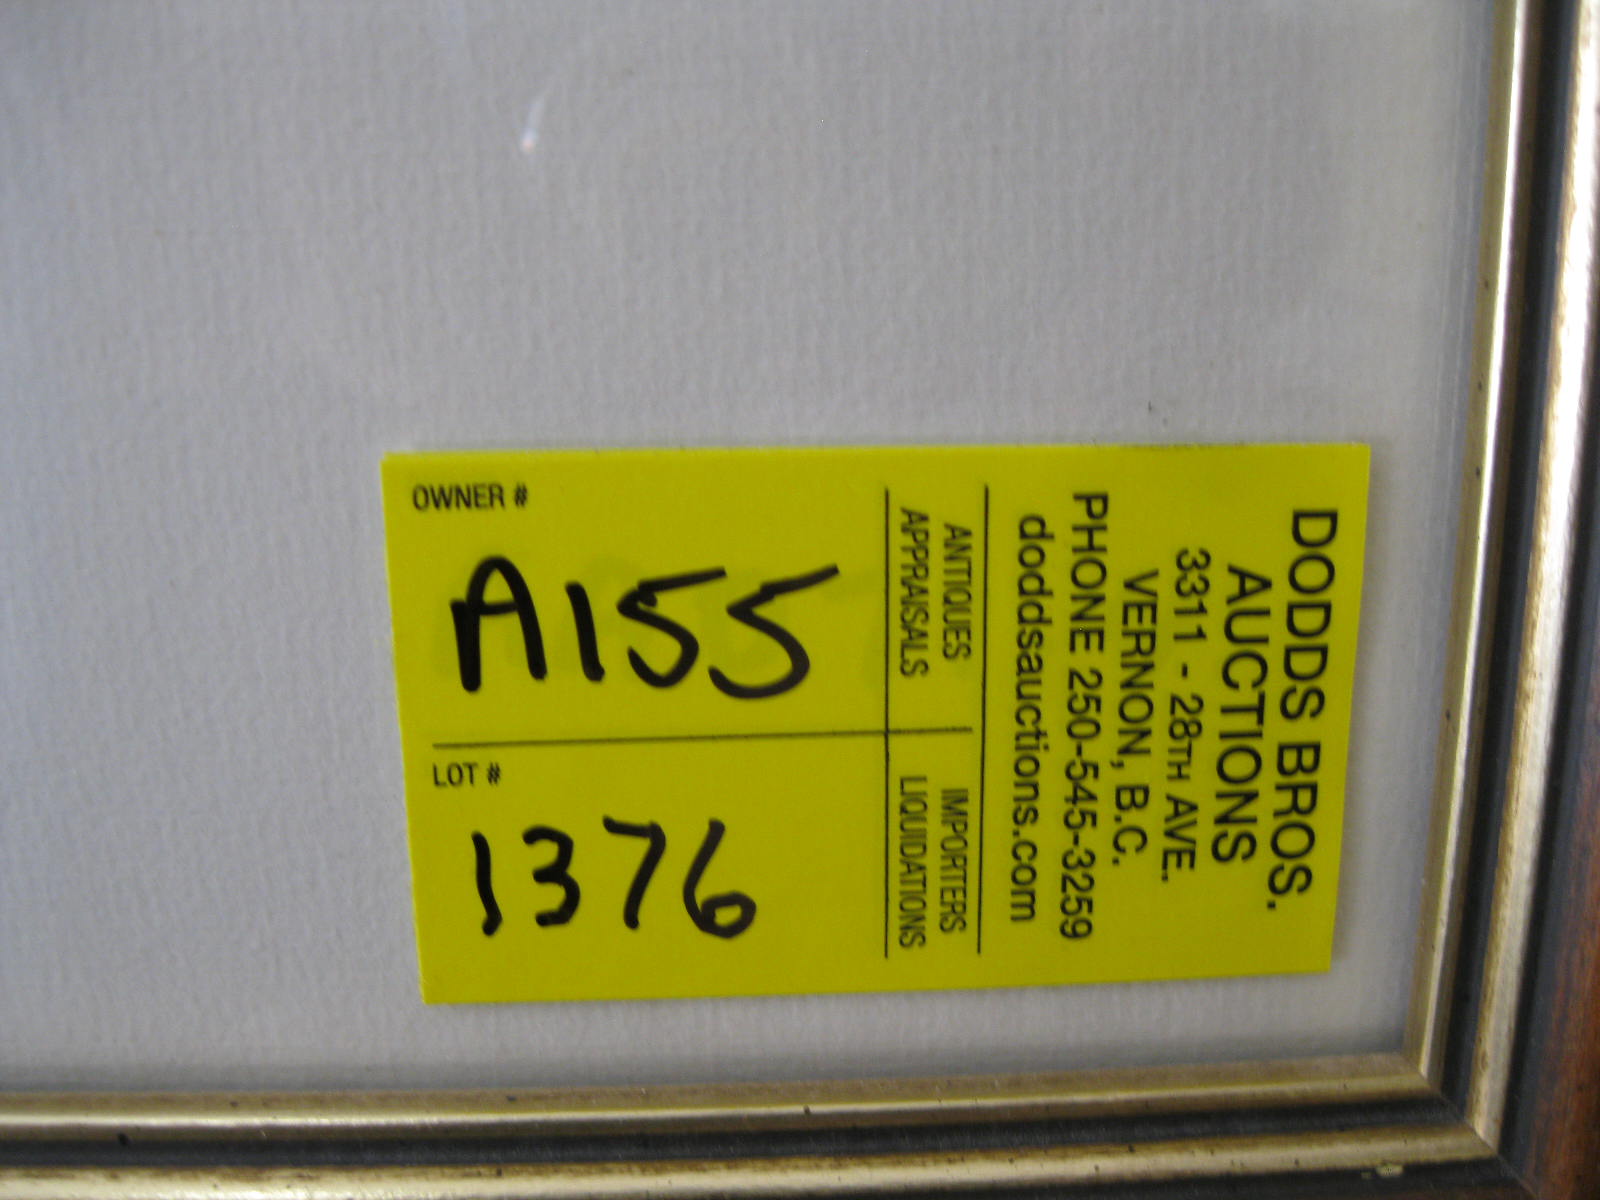 DODDS BROS.
AUCTIONS
3311 - 28TH AVE.
VERNON, B.C.
PHONE 250-545-3259
doddsauctions.com
ANTIQUES
APPRAISALS
IMPORTERS
LIQUIDATIONS
OWNER #
A155
LOT #
1376